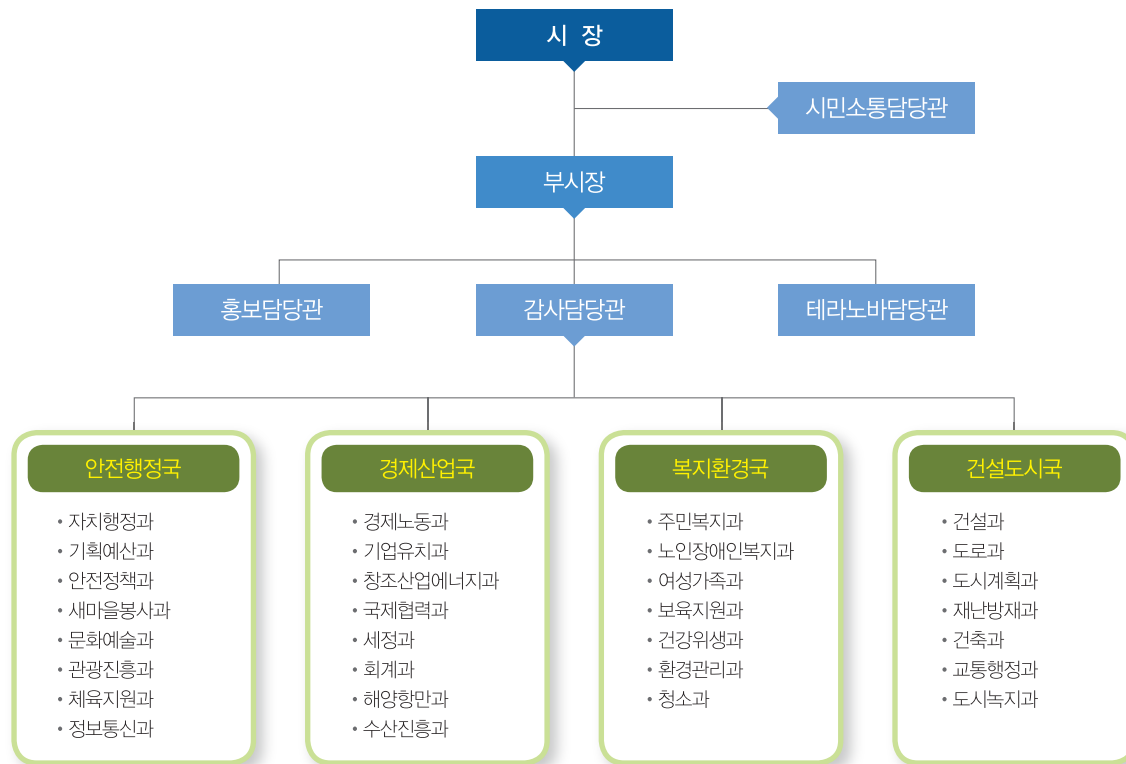 시 장
시민소통담당관
부시장
홍보담당관
감사담당관
테라노바담당관
안전행정국
• 자치행정과
• 기획예산과
• 안전정책과
• 새마을봉사과
• 문화예술과
• 관광진흥과
• 체육지원과
• 정보통신과
경제산업국
• 경제노동과
• 기업유치과
• 창조산업에너지과
• 국제협력과
• 세정과
• 회계과
• 해양항만과
• 수산진흥과
복지환경국
• 주민복지과
• 노인장애인복지과
• 여성가족과
• 보육지원과
• 건강위생과
• 환경관리과
• 청소과
건설도시국
• 건설과
• 도로과
• 도시계획과
• 재난방재과
• 건축과
• 교통행정과
• 도시녹지과